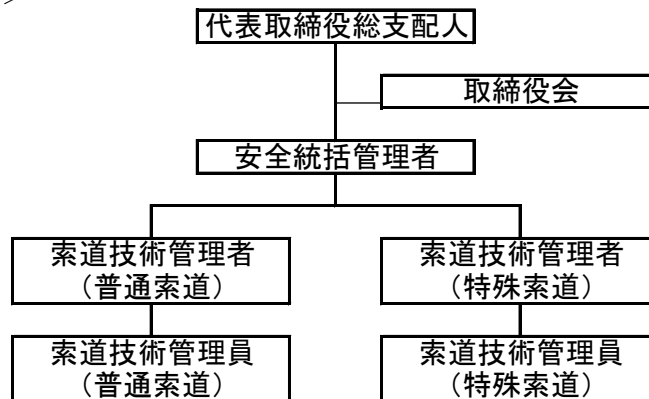 代表取締役総支配人
取締役会
安全統括管理者
索道技術管理者
（普通索道）
索道技術管理者
（特殊索道）
索道技術管理員
（普通索道）
索道技術管理員
（特殊索道）